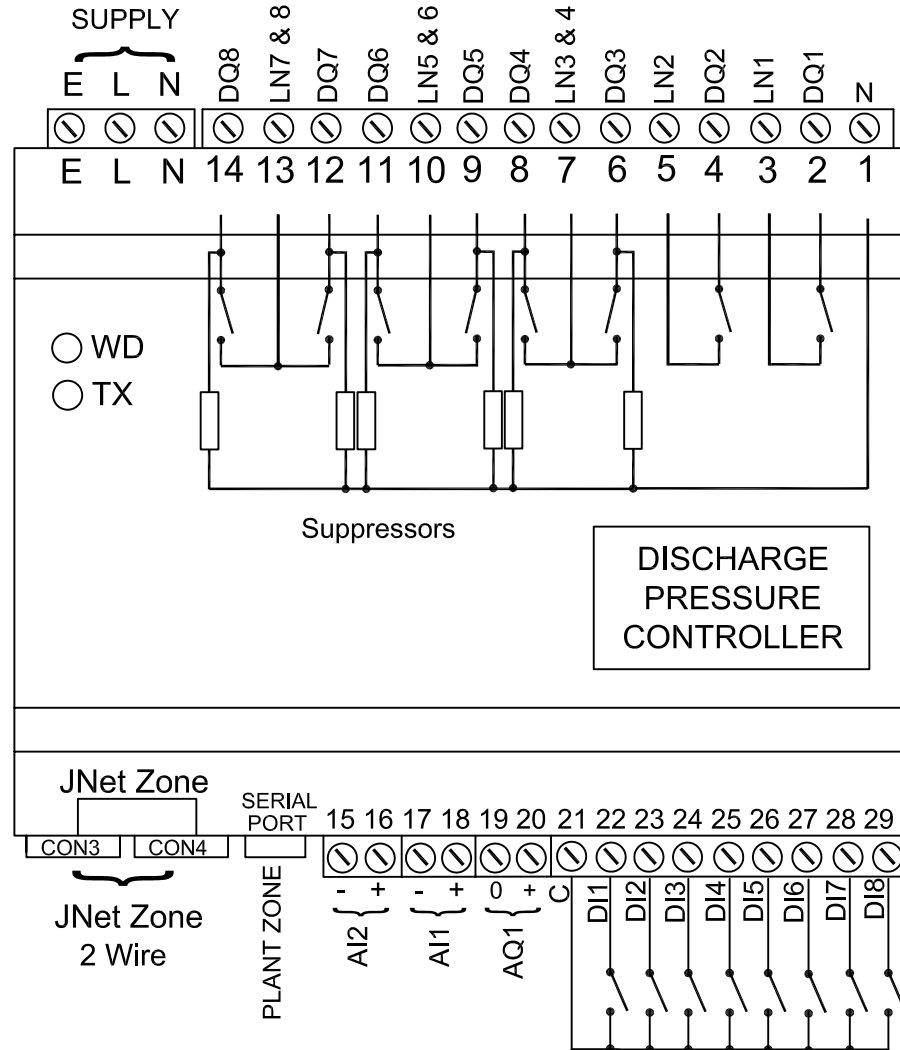 SUPPLY
E L N
DQ8 LN7 & 8 DQ7 DQ6 LN5 & 6 DQ5 DQ4 LN3 & 4 DQ3 LN2 DQ2 LN1 DQ1 N
E L N 14 13 12 11 10 9 8 7 6 5 4 3 2 1
WD
TX
Suppressors
DISCHARGE
PRESSURE
CONTROLLER
JNet Zone
SERIAL
PORT
15 16 17 18 19 20 21 22 23 24 25 26 27 28 29
CON3 CON4
- + - + 0 + C
DI1 DI2 DI3 DI4 DI5 DI6 DI7 DI8
JNet Zone
2 Wire
PLANT ZONE
AI2 AI1 AQ1